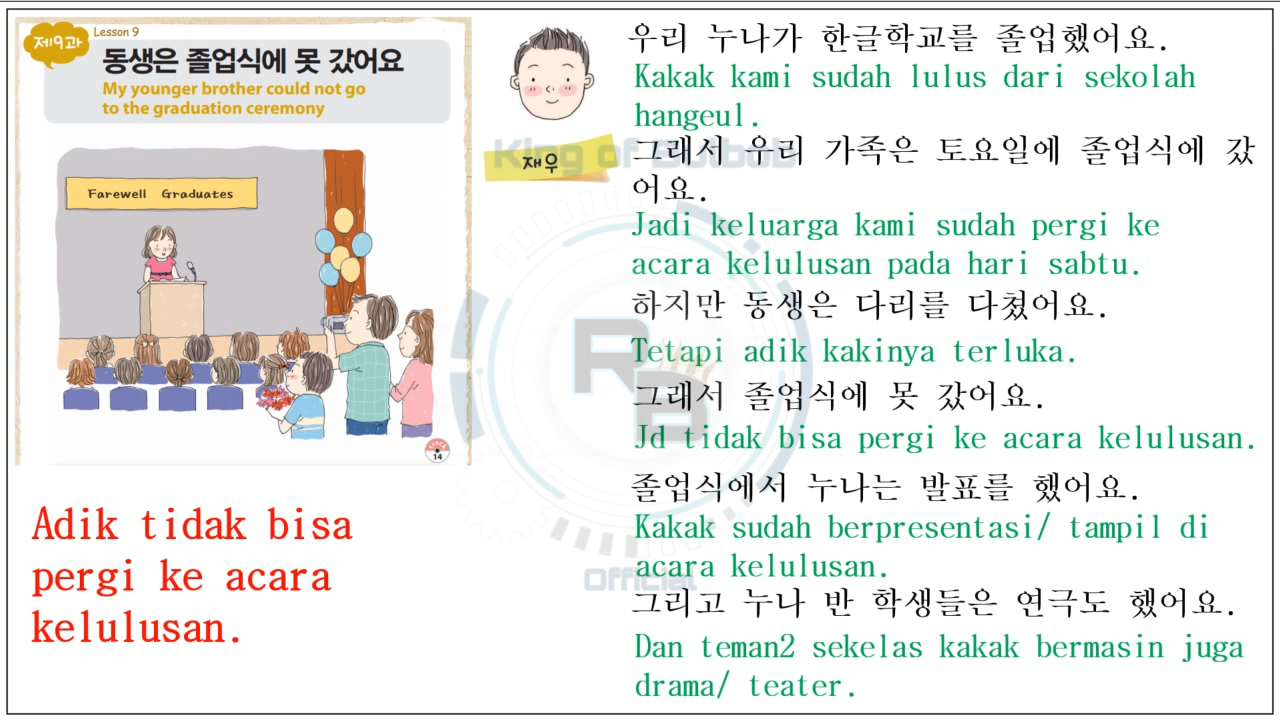 제9과
Lesson 9
동생은 졸업식에 못 갔어요
My younger brother could not go
to the graduation ceremony
Farewell Graduates
track
14
Adik tidak bisa
pergi ke acara
kelulusan.
재우
우리 누나가 한글학교를 졸업했어요.
Kakak kami sudah lulus dari sekolah
hangeul.
그래서 우리 가족은 토요일에 졸업식에 갔
어요.
Jadi keluarga kami sudah pergi ke
acara kelulusan pada hari sabtu.
하지만 동생은 다리를 다쳤어요.
Tetapi adik kakinya terluka.
그래서 졸업식에 못 갔어요.
Jd tidak bisa pergi ke acara kelulusan.
졸업식에서 누나는 발표를 했어요.
Kakak sudah berpresentasi/ tampil di
acara kelulusan.
그리고 누나 반 학생들은 연극도 했어요.
Dan teman2 sekelas kakak bermasin juga
drama/ teater.
King of
RB
Official